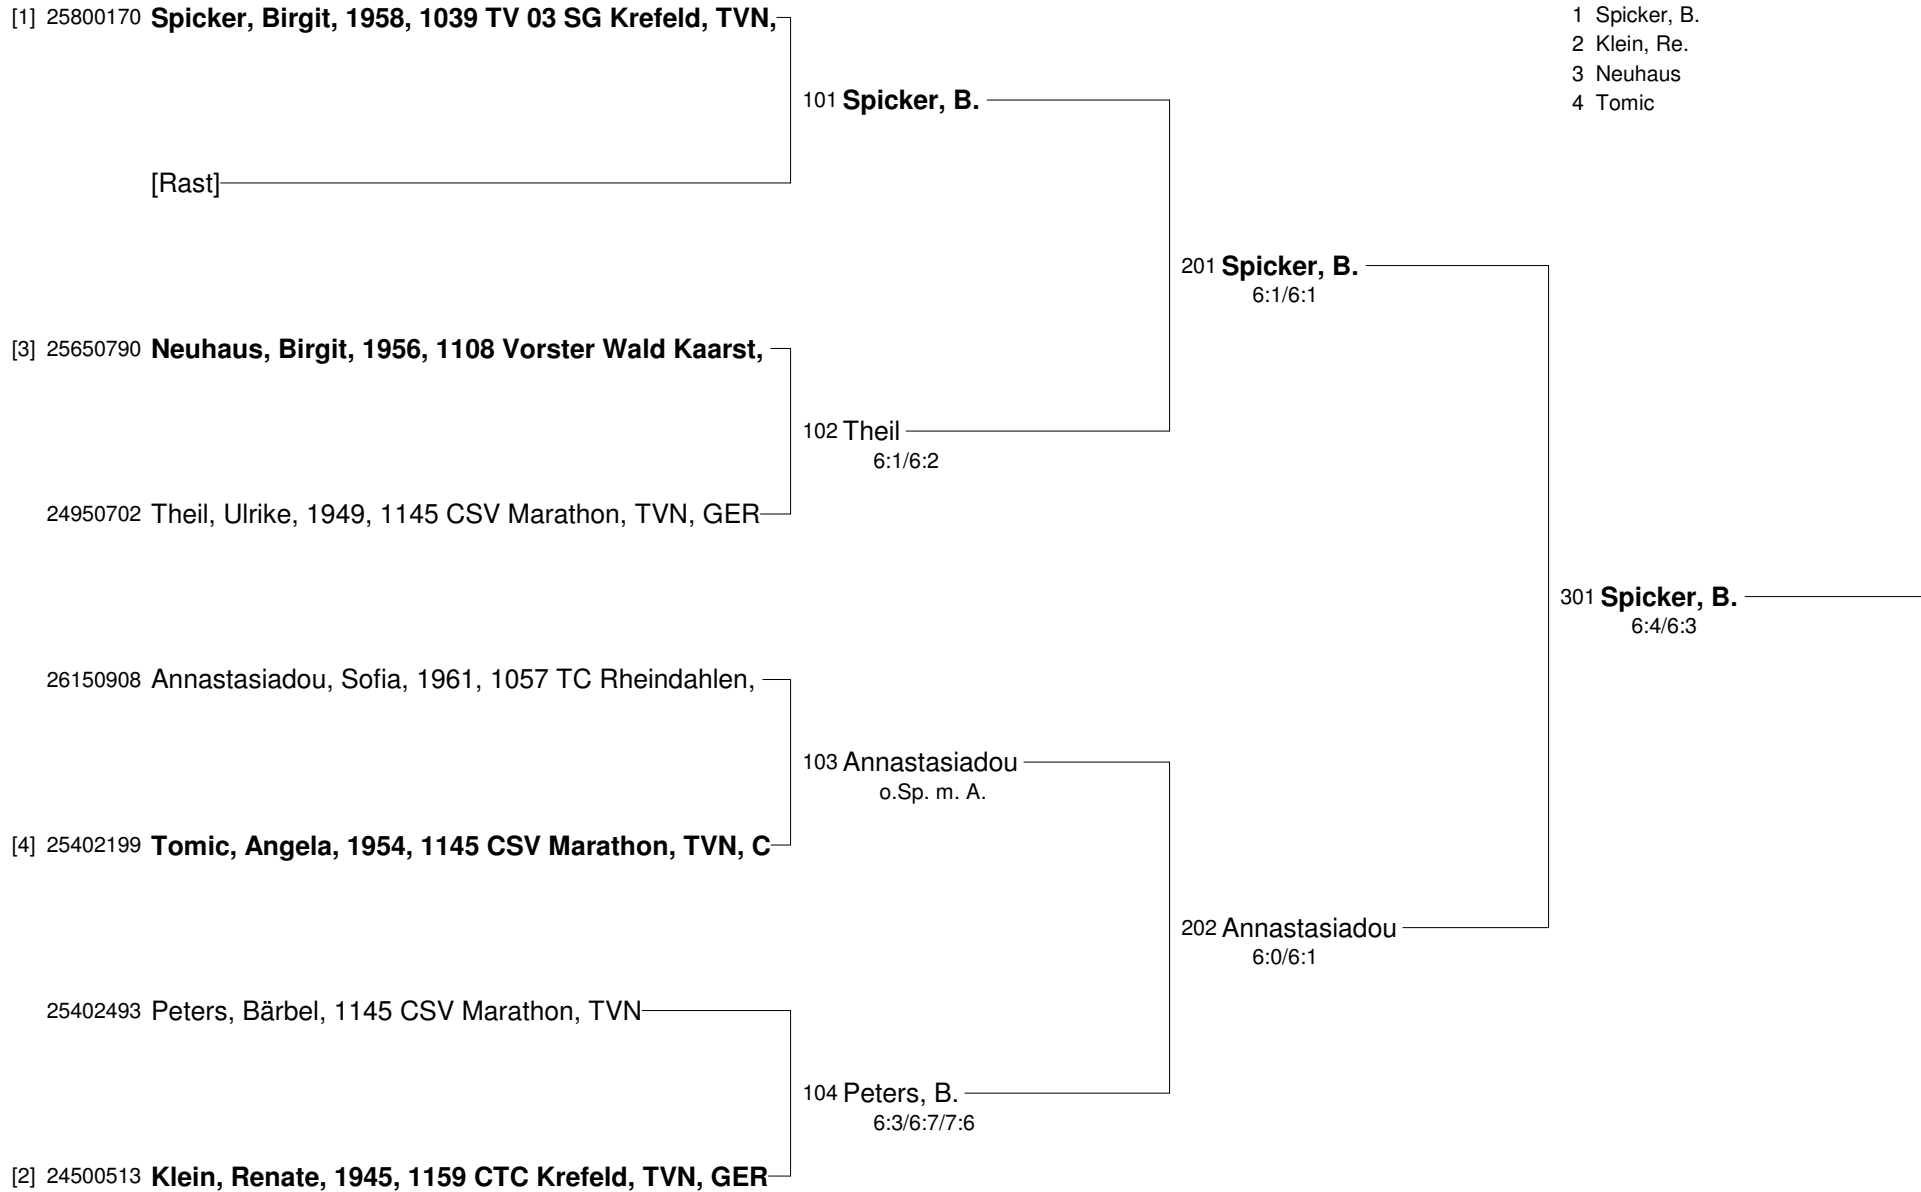 [1] 25800170 Spicker, Birgit, 1958, 1039 TV 03 SG Krefeld, TVN,
1 Spicker, B.
2 Klein, Re.
3 Neuhaus
4 Tomic
101 Spicker, B.
[Rast]
201 Spicker, B.
6:1/6:1
[3] 25650790 Neuhaus, Birgit, 1956, 1108 Vorster Wald Kaarst,
102 Theil
6:1/6:2
24950702 Theil, Ulrike, 1949, 1145 CSV Marathon, TVN, GER
301 Spicker, B.
6:4/6:3
26150908 Annastasiadou, Sofia, 1961, 1057 TC Rheindahlen,
103 Annastasiadou
o.Sp. m. A.
[4] 25402199 Tomic, Angela, 1954, 1145 CSV Marathon, TVN, C
202 Annastasiadou
6:0/6:1
25402493 Peters, Bärbel, 1145 CSV Marathon, TVN
104 Peters, B.
6:3/6:7/7:6
[2] 24500513 Klein, Renate, 1945, 1159 CTC Krefeld, TVN, GER